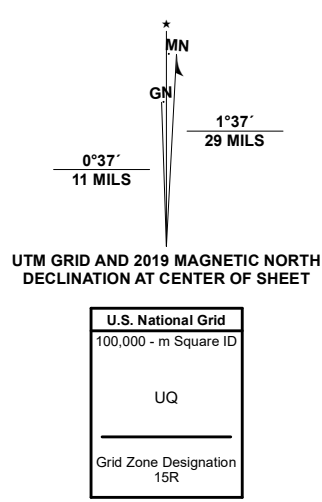 ★
MN
GN
1°37´
29 MILS
0°37´
11 MILS
UTM GRID AND 2019 MAGNETIC NORTH
DECLINATION AT CENTER OF SHEET
U.S. National Grid
100,000 - m Square ID
UQ
Grid Zone Designation
15R